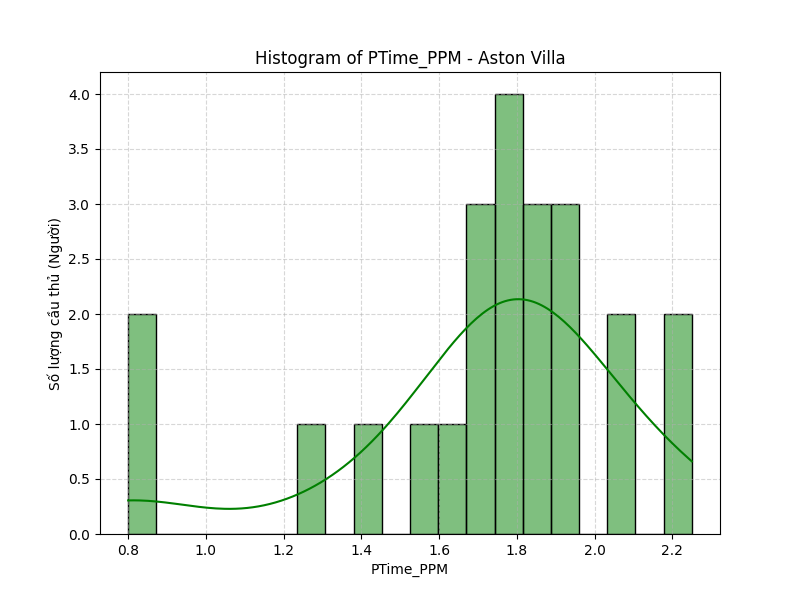 Histogram of PTime_PPM - Aston Villa
4.0
3.5
3.0
2.5
2.0
1.5
1.0
0.5
0.0
Số lượng cầu thủ (Người)
0.8 1.0 1.2 1.4 1.6 1.8 2.0 2.2
PTime_PPM